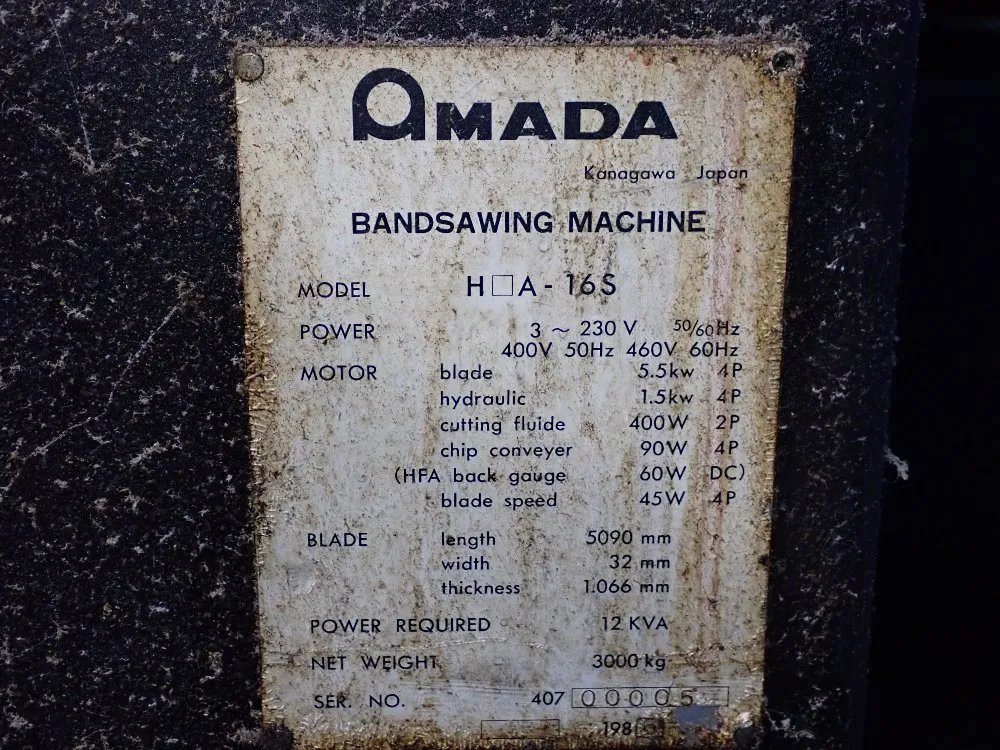 AMADA
Kanagawa Japan
BANDSAWING MACHINE
MODEL H□A-16S
POWER 3 ~ 230 V 50/60Hz
400V 50Hz 460V 60Hz
MOTOR blade 5.5kw 4P
hydraulic 1.5kw 4P
cutting fluide 400W 2P
chip conveyer 90W 4P
(HFA back gauge 60W DC)
blade speed 45W 4P
BLADE length 5090 mm
width 32 mm
thickness 1.066 mm
POWER REQUIRED 12 KVA
NET WEIGHT 3000 kg
SER. NO. 407 00005
198